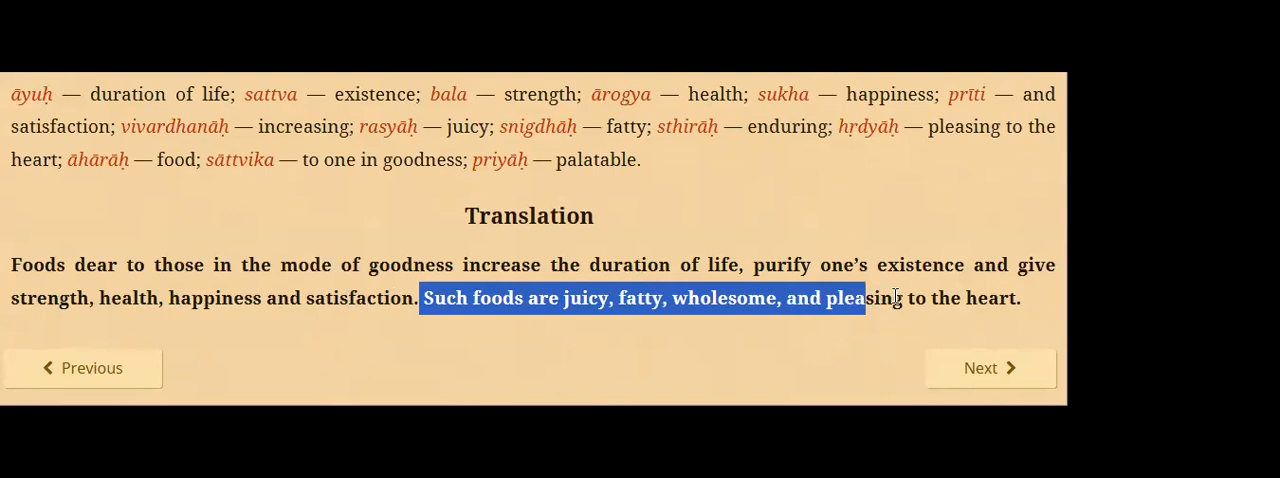 āyuḥ — duration of life; sattva — existence; bala — strength; ārogya — health; sukha — happiness; prīti — and
satisfaction; vivardhanāḥ — increasing; rasyāḥ — juicy; snigdhāḥ — fatty; sthirāḥ — enduring; hṛdyāḥ — pleasing to the
heart; āhārāḥ — food; sāttvika — to one in goodness; priyāḥ — palatable.
Translation
Foods dear to those in the mode of goodness increase the duration of life, purify one’s existence and give
strength, health, happiness and satisfaction. Such foods are juicy, fatty, wholesome, and pleasing to the heart.
Previous
Next